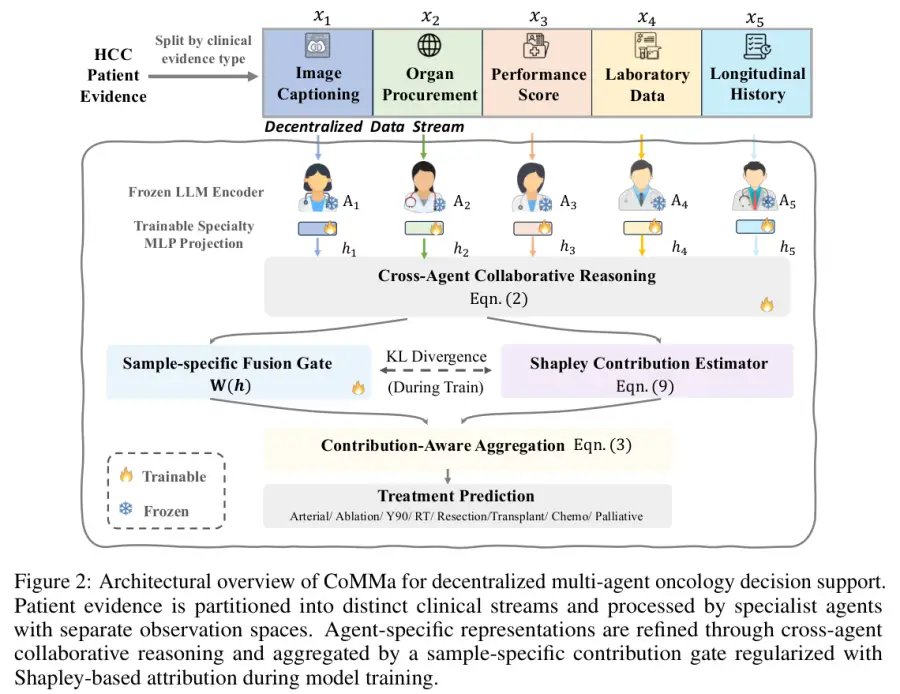 x₁ x₂ x₃ x₄ x₅
HCC
Patient
Evidence
Split by clinical
evidence type
Image
Captioning
Organ
Procurement
Performance
Score
Laboratory
Data
Longitudinal
History
Decentralized Data Stream
Frozen LLM Encoder
A₁ A₂ A₃ A₄ A₅
Trainable Specialty
MLP Projection
h₁ h₂ h₃ h₄ h₅
Cross-Agent Collaborative Reasoning
Eqn. (2)
Sample-specific Fusion Gate
W(h)
KL Divergence
(During Train)
Shapley Contribution Estimator
Eqn. (9)
Contribution-Aware Aggregation Eqn. (3)
Trainable
Frozen
Treatment Prediction
Arterial/ Ablation/ Y90/ RT/ Resection/Transplant/ Chemo/ Palliative
Figure 2: Architectural overview of CoMMa for decentralized multi-agent oncology decision support.
Patient evidence is partitioned into distinct clinical streams and processed by specialist agents
with separate observation spaces. Agent-specific representations are refined through cross-agent
collaborative reasoning and aggregated by a sample-specific contribution gate regularized with
Shapley-based attribution during model training.